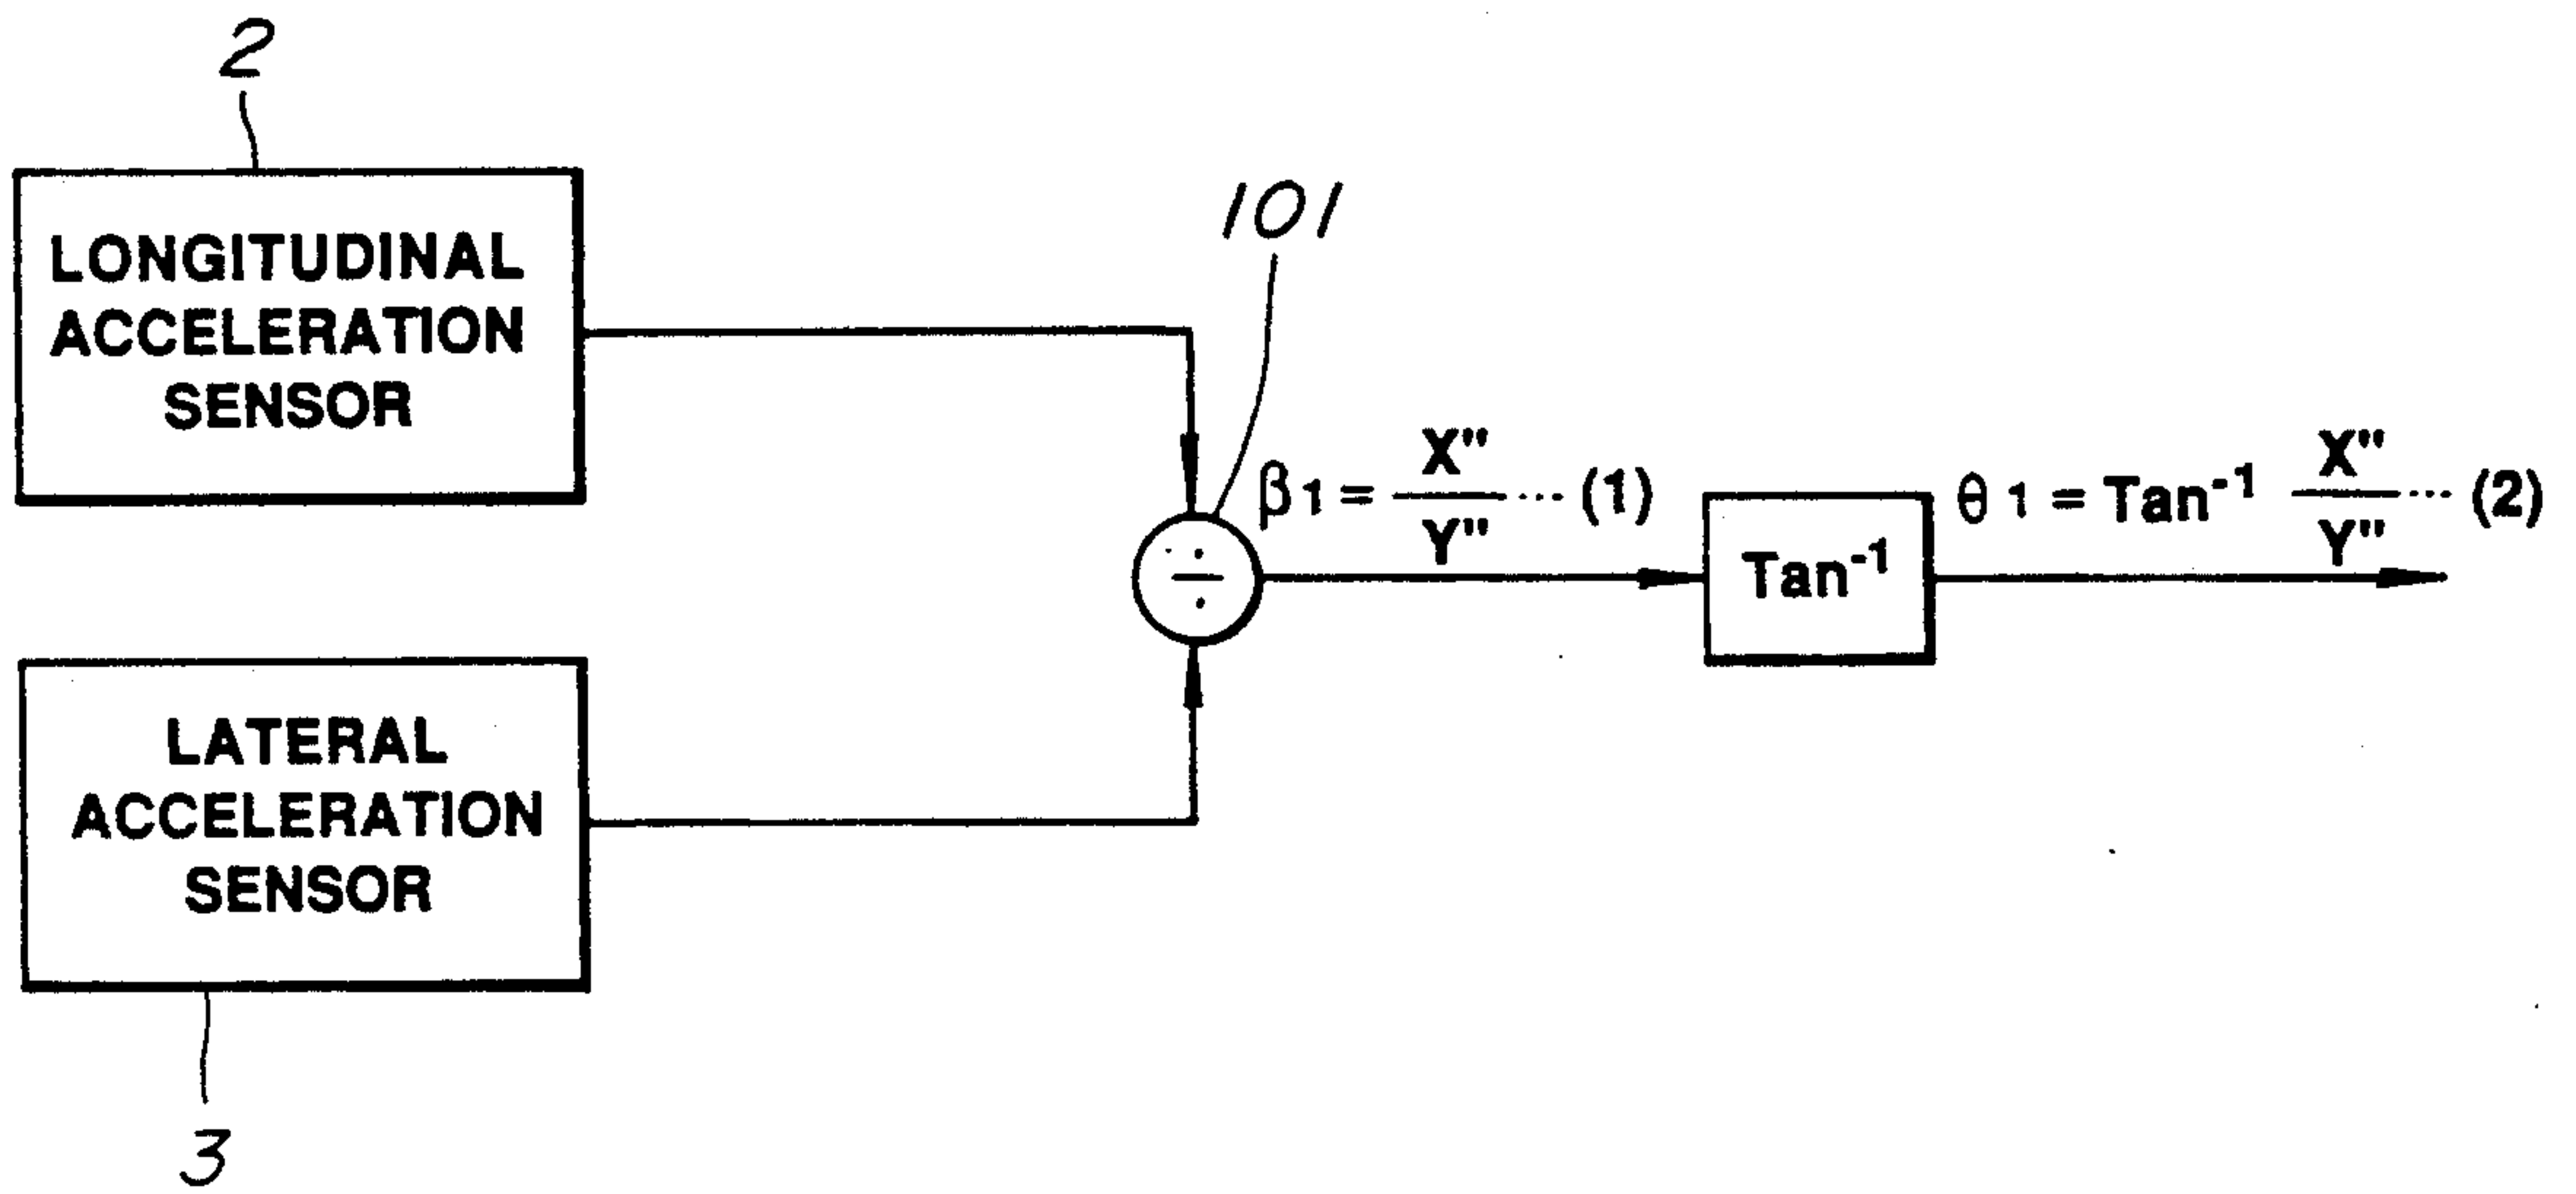 2
LONGITUDINAL
ACCELERATION
SENSOR
101
β1 = X"/Y" ... (1)
Tan⁻¹
θ1 = Tan⁻¹ X"/Y" ... (2)
÷
LATERAL
ACCELERATION
SENSOR
3